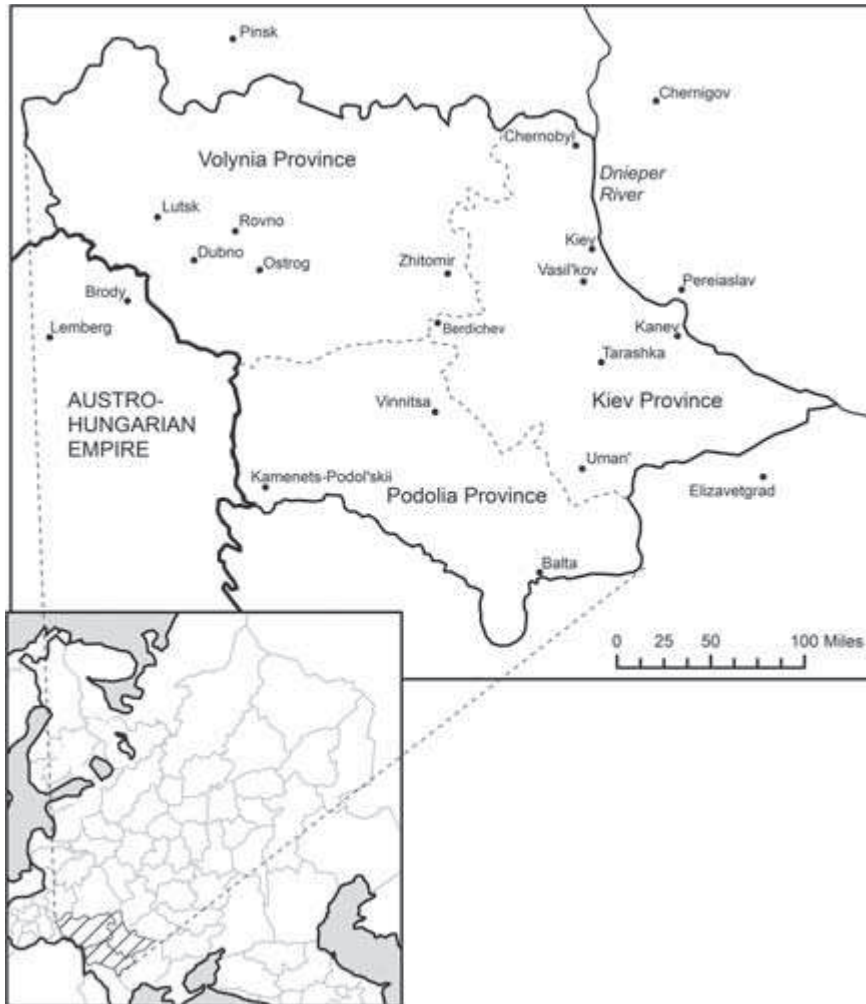 Pinsk
Chernigov
Chernobyl
Volynia Province
Dnieper
River
Lutsk
Rovno
Kiev
Dubno
Ostrog
Zhitomir
Vasil'kov
Pereiaslav
Brody
Berdichev
Kanev
Lemberg
Tarashka
AUSTRO-
HUNGARIAN
EMPIRE
Vinnitsa
Kiev Province
Uman'
Kamenets-Podol'skii
Podolia Province
Elizavetgrad
Balta
0 25 50 100 Miles